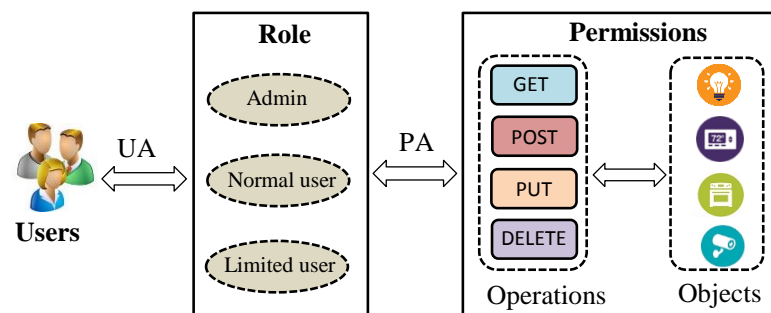 Role
Admin
Normal user
Limited user
Users
UA
PA
Permissions
GET
POST
PUT
DELETE
Operations
72°
Objects